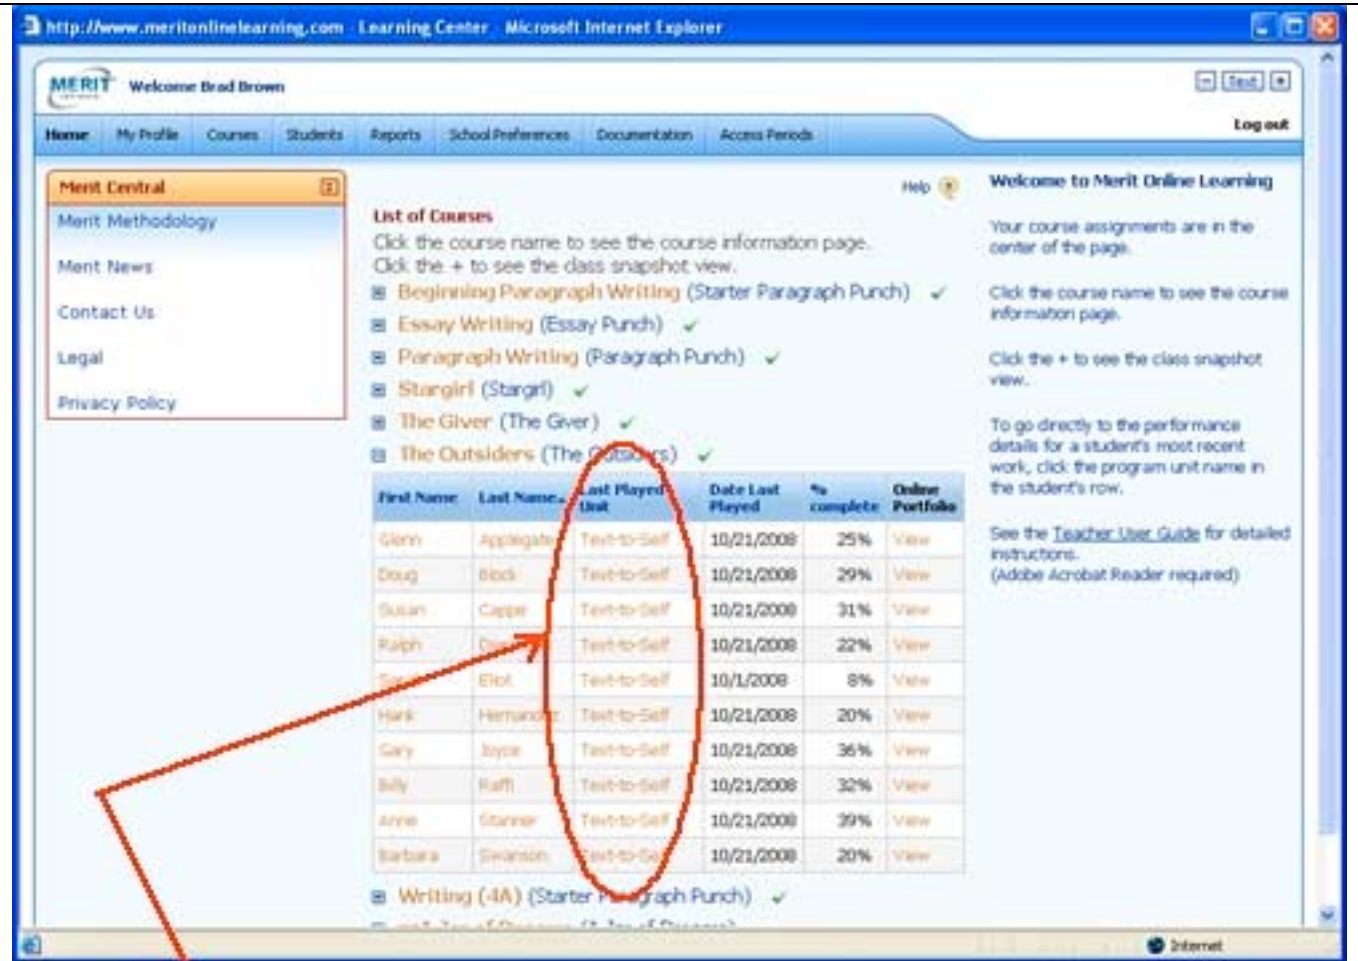 http://www.meritonlinelearning.com Learning Center Microsoft Internet Explorer
MERIT Welcome Brad Brown
- Text +
Log out
Home My Profile Courses Students Reports School Preferences Documentation Access Periods
Merit Central
Merit Methodology
Merit News
Contact Us
Legal
Privacy Policy
Help ?
List of Courses
Click the course name to see the course information page.
Click the + to see the class snapshot view.
Beginning Paragraph Writing (Starter Paragraph Punch)
Essay Writing (Essay Punch)
Paragraph Writing (Paragraph Punch)
Stargirl (Stargirl)
The Giver (The Giver)
The Outsiders (The Outsiders)
First Name Last Name Last Played Unit Date Last Played % complete Online Portfolio
Glenn Applegate Text-to-Self 10/21/2008 25% View
Doug Block Text-to-Self 10/21/2008 29% View
Susan Cappe Text-to-Self 10/21/2008 31% View
Ralph Text-to-Self 10/21/2008 22% View
Eliot Text-to-Self 10/1/2008 8% View
Hank Hernandez Text-to-Self 10/21/2008 20% View
Gary Joyce Text-to-Self 10/21/2008 36% View
Billy Raffi Text-to-Self 10/21/2008 32% View
Anne Stanner Text-to-Self 10/21/2008 39% View
Barbara Swanson Text-to-Self 10/21/2008 20% View
Writing (4A) (Starter Paragraph Punch)
Welcome to Merit Online Learning
Your course assignments are in the
center of the page.
Click the course name to see the course
information page.
Click the + to see the class snapshot
view.
To go directly to the performance
details for a student's most recent
work, click the program unit name in
the student's row.
See the Teacher User Guide for detailed
instructions.
(Adobe Acrobat Reader required)
Internet